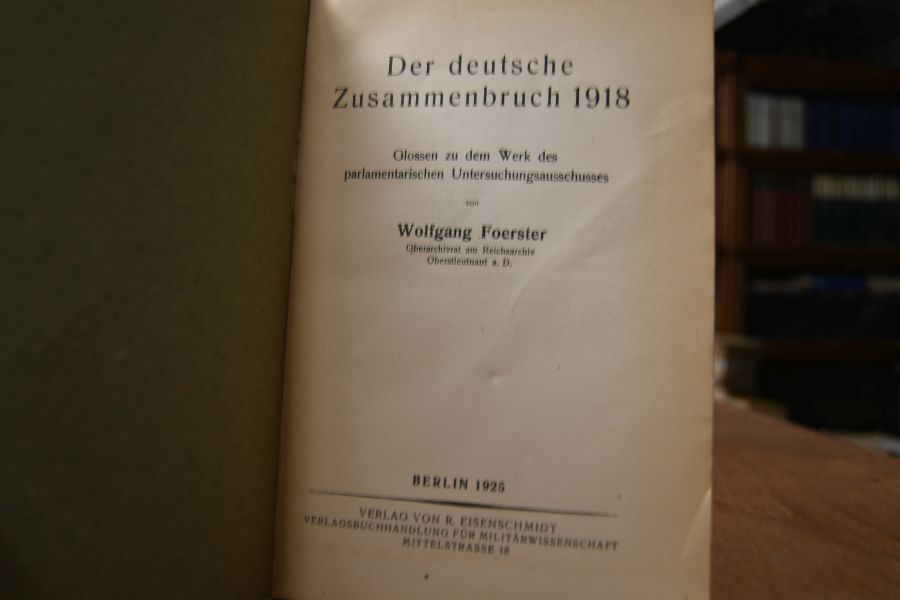 Der deutsche
Zusammenbruch 1918
Glossen zu dem Werk des
parlamentarischen Untersuchungsausschusses
von
Wolfgang Foerster
Oberarchivrat am Reichsarchiv
Oberstleutnant a. D.
BERLIN 1925
VERLAG VON R. EISENSCHMIDT
VERLAGSBUCHHANDLUNG FÜR MILITÄRWISSENSCHAFT
MITTELSTRASSE 18